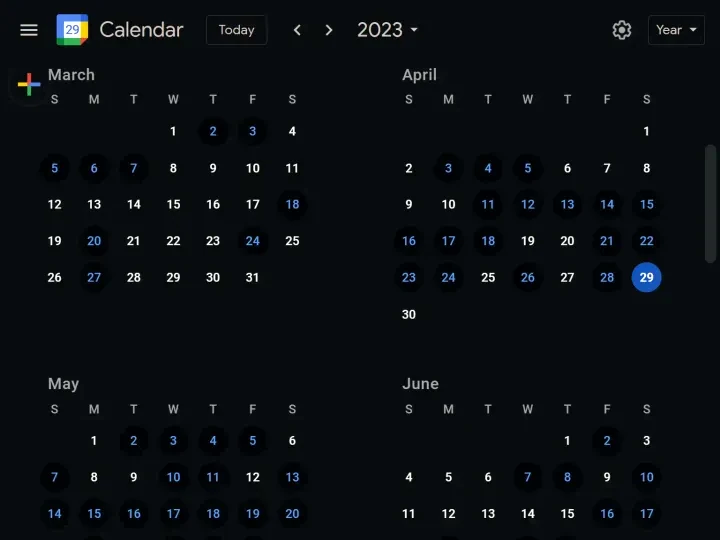 29 Calendar Today 2023 Year
March
S M T W T F S
1 2 3 4
5 6 7 8 9 10 11
12 13 14 15 16 17 18
19 20 21 22 23 24 25
26 27 28 29 30 31
April
S M T W T F S
1
2 3 4 5 6 7 8
9 10 11 12 13 14 15
16 17 18 19 20 21 22
23 24 25 26 27 28 29
30
May
S M T W T F S
1 2 3 4 5 6
7 8 9 10 11 12 13
14 15 16 17 18 19 20
June
S M T W T F S
1 2 3
4 5 6 7 8 9 10
11 12 13 14 15 16 17